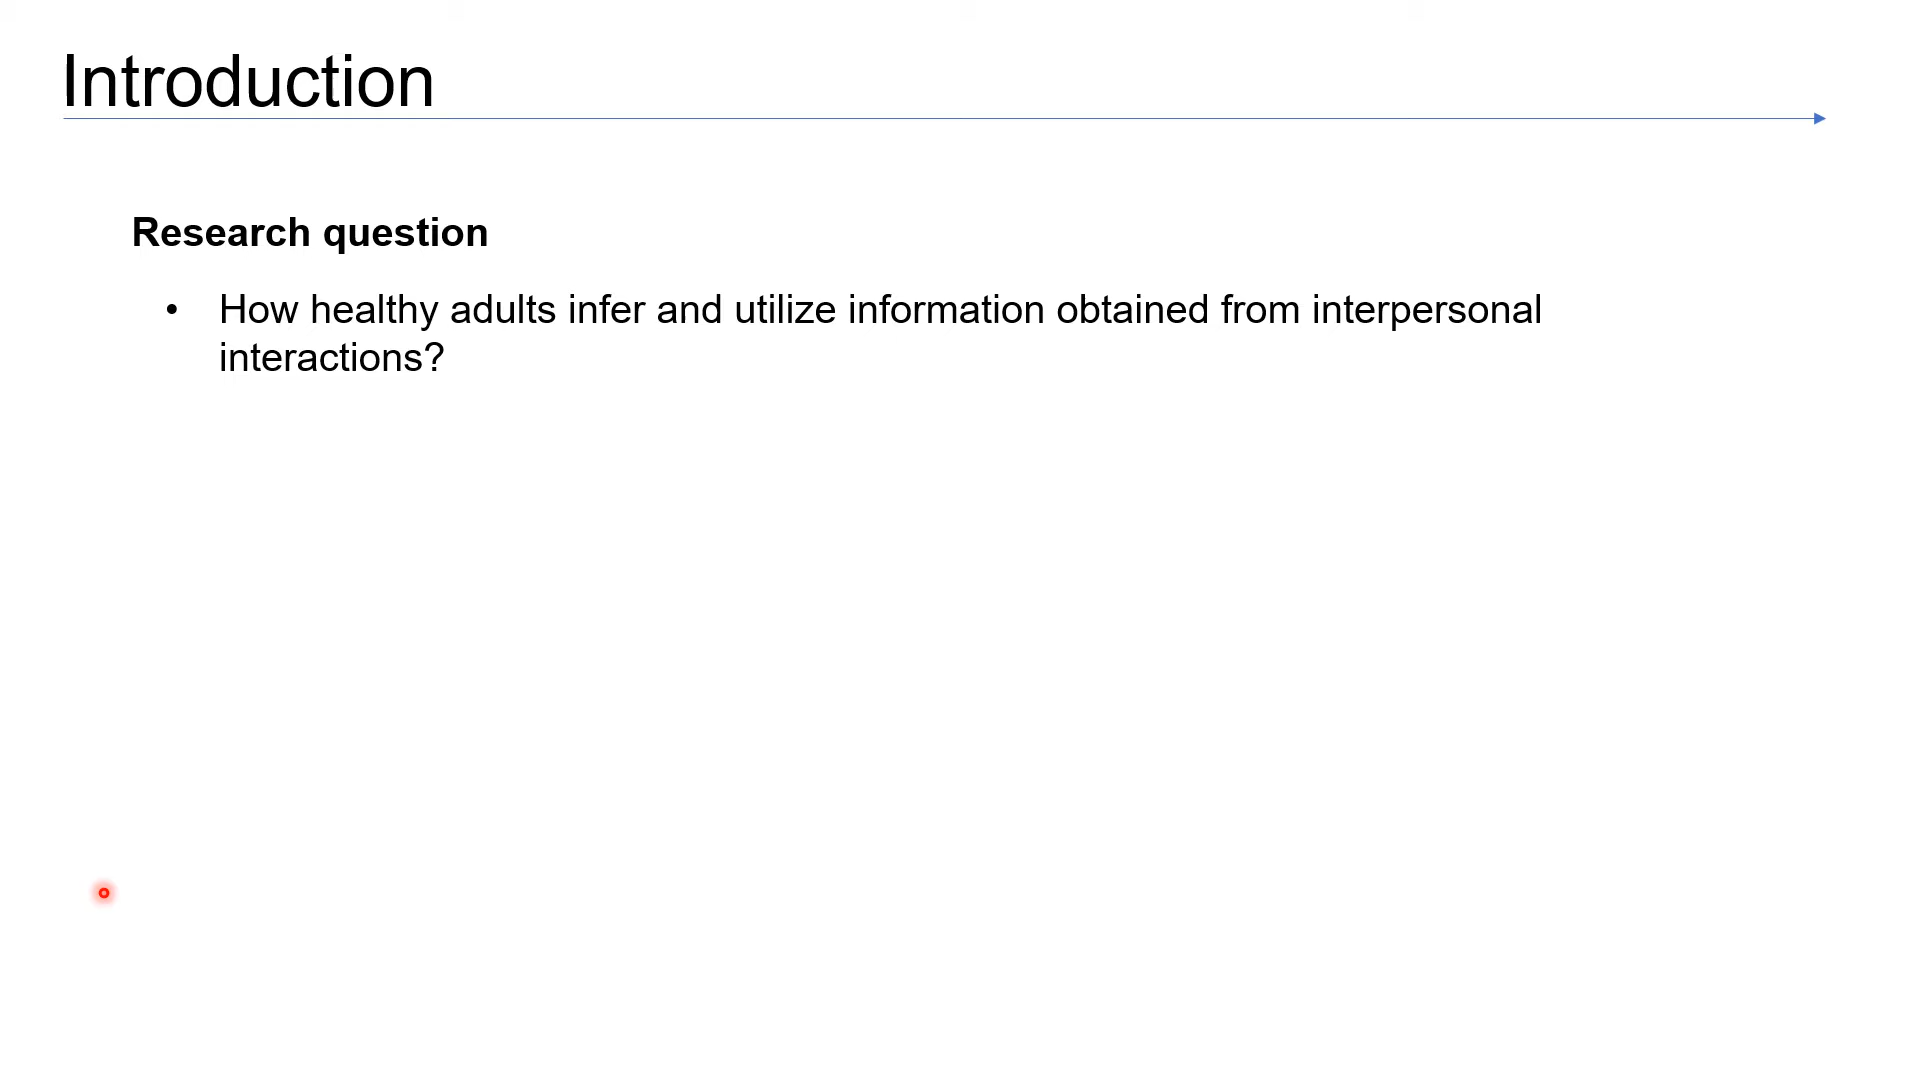 Introduction
Research question
• How healthy adults infer and utilize information obtained from interpersonal
interactions?